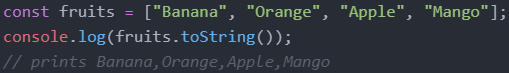 const fruits = ["Banana", "Orange", "Apple", "Mango"];
console.log(fruits.toString());
// prints Banana,Orange,Apple,Mango